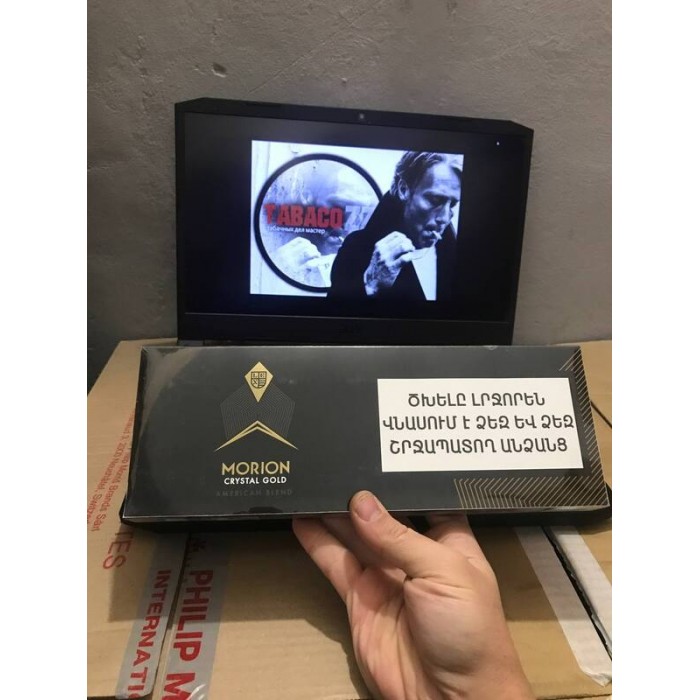 TABACO
табачных дел мастер
MORION
CRYSTAL GOLD
AMERICAN BLEND
ԾԽԵԼԸ ԼՐՋՈՐԵՆ
ՎՆԱՍՈՒՄ Է ՁԵԶ ԵՎ ՁԵԶ
ՇՐՋԱՊԱՏՈՂ ԱՆՁԱՆՑ
PHILIP M
INTERNATI
TES